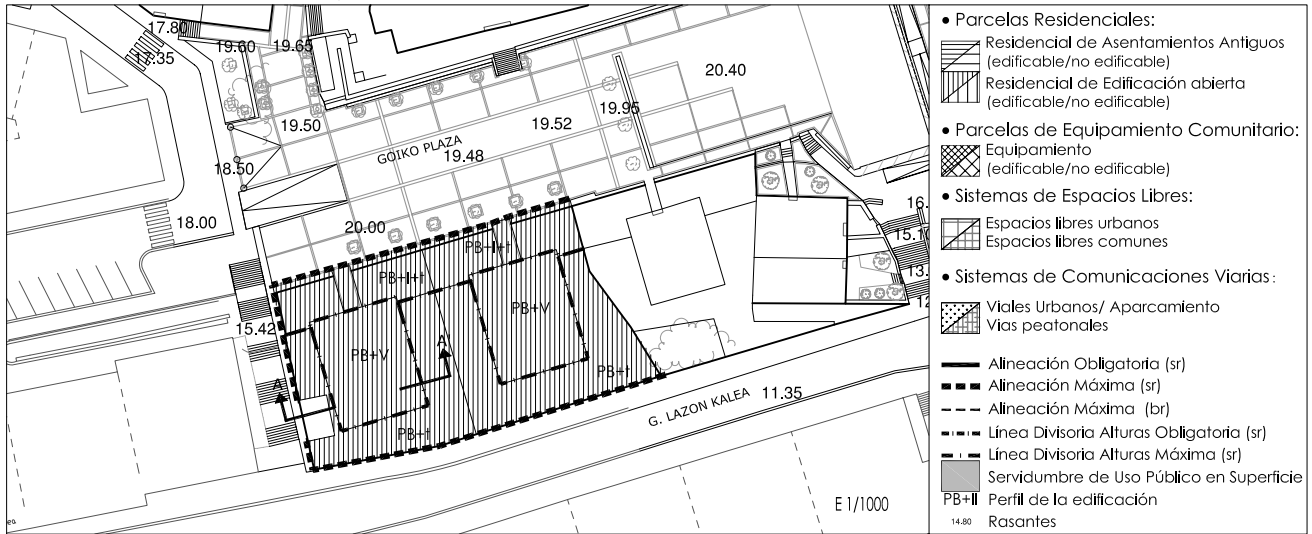 17.80
17.35
19.60
19.65
20.40
19.95
19.50
19.52
GOIKO PLAZA
19.48
18.50
18.00
20.00
16.
15.10
13.
12
PB+I+t
PB+I+t
PB+V
PB+V
15.42
A
A
PB+t
PB+t
G. LAZON KALEA 11.35
E 1/1000
• Parcelas Residenciales:
Residencial de Asentamientos Antiguos
(edificable/no edificable)
Residencial de Edificación abierta
(edificable/no edificable)
• Parcelas de Equipamiento Comunitario:
Equipamiento
(edificable/no edificable)
• Sistemas de Espacios Libres:
Espacios libres urbanos
Espacios libres comunes
• Sistemas de Comunicaciones Viarias:
Viales Urbanos/ Aparcamiento
Vias peatonales
Alineación Obligatoria (sr)
Alineación Máxima (sr)
Alineación Máxima (br)
Línea Divisoria Alturas Obligatoria (sr)
Línea Divisoria Alturas Máxima (sr)
Servidumbre de Uso Público en Superficie
PB+II Perfil de la edificación
14.80 Rasantes